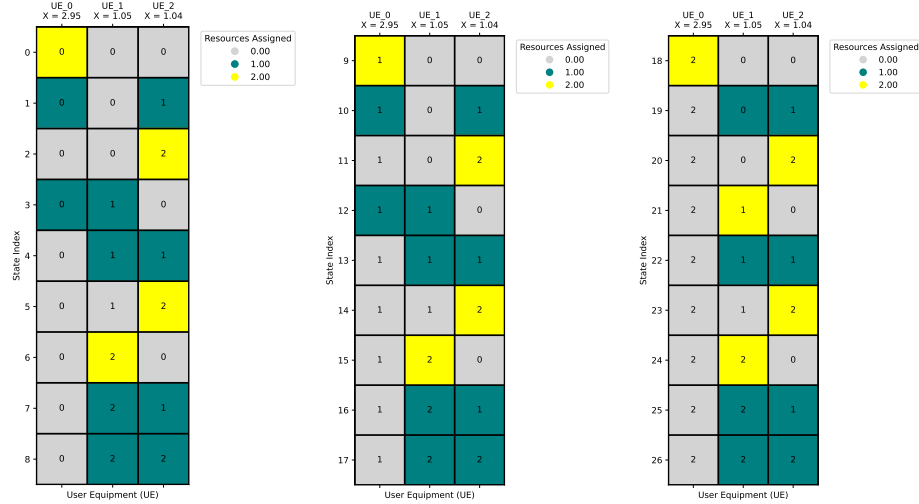 UE_0 UE_1 UE_2
X = 2.95 X = 1.05 X = 1.04
Resources Assigned
0.00
1.00
2.00
State Index
0 0 0 0
1 0 0 1
2 0 0 2
3 0 1 0
4 0 1 1
5 0 1 2
6 0 2 0
7 0 2 1
8 0 2 2
User Equipment (UE)
UE_0 UE_1 UE_2
X = 2.95 X = 1.05 X = 1.04
Resources Assigned
0.00
1.00
2.00
State Index
9 1 0 0
10 1 0 1
11 1 0 2
12 1 1 0
13 1 1 1
14 1 1 2
15 1 2 0
16 1 2 1
17 1 2 2
User Equipment (UE)
UE_0 UE_1 UE_2
X = 2.95 X = 1.05 X = 1.04
Resources Assigned
0.00
1.00
2.00
State Index
18 2 0 0
19 2 0 1
20 2 0 2
21 2 1 0
22 2 1 1
23 2 1 2
24 2 2 0
25 2 2 1
26 2 2 2
User Equipment (UE)